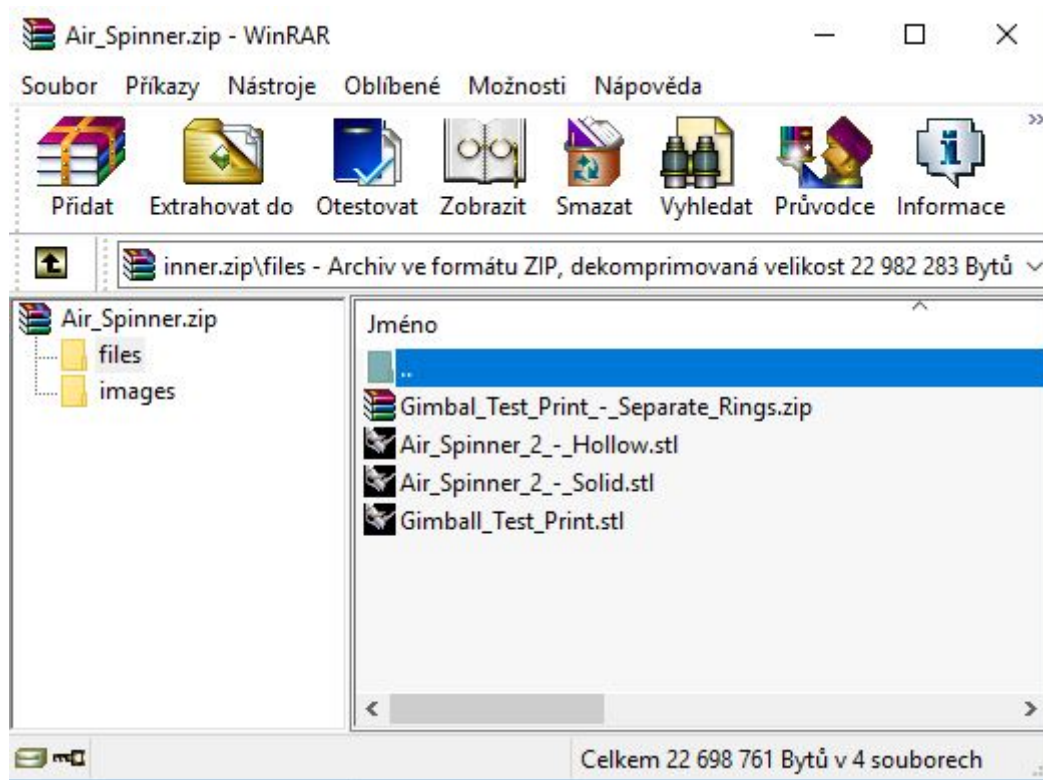 Air_Spinner.zip - WinRAR
Soubor Příkazy Nástroje Oblíbené Možnosti Nápověda
Přidat Extrahovat do Otestovat Zobrazit Smazat Vyhledat Průvodce Informace
inner.zip\files - Archiv ve formátu ZIP, dekomprimovaná velikost 22 982 283 Bytů
Air_Spinner.zip
files
images
Jméno
..
Gimbal_Test_Print_-_Separate_Rings.zip
Air_Spinner_2_-_Hollow.stl
Air_Spinner_2_-_Solid.stl
Gimball_Test_Print.stl
Celkem 22 698 761 Bytů v 4 souborech